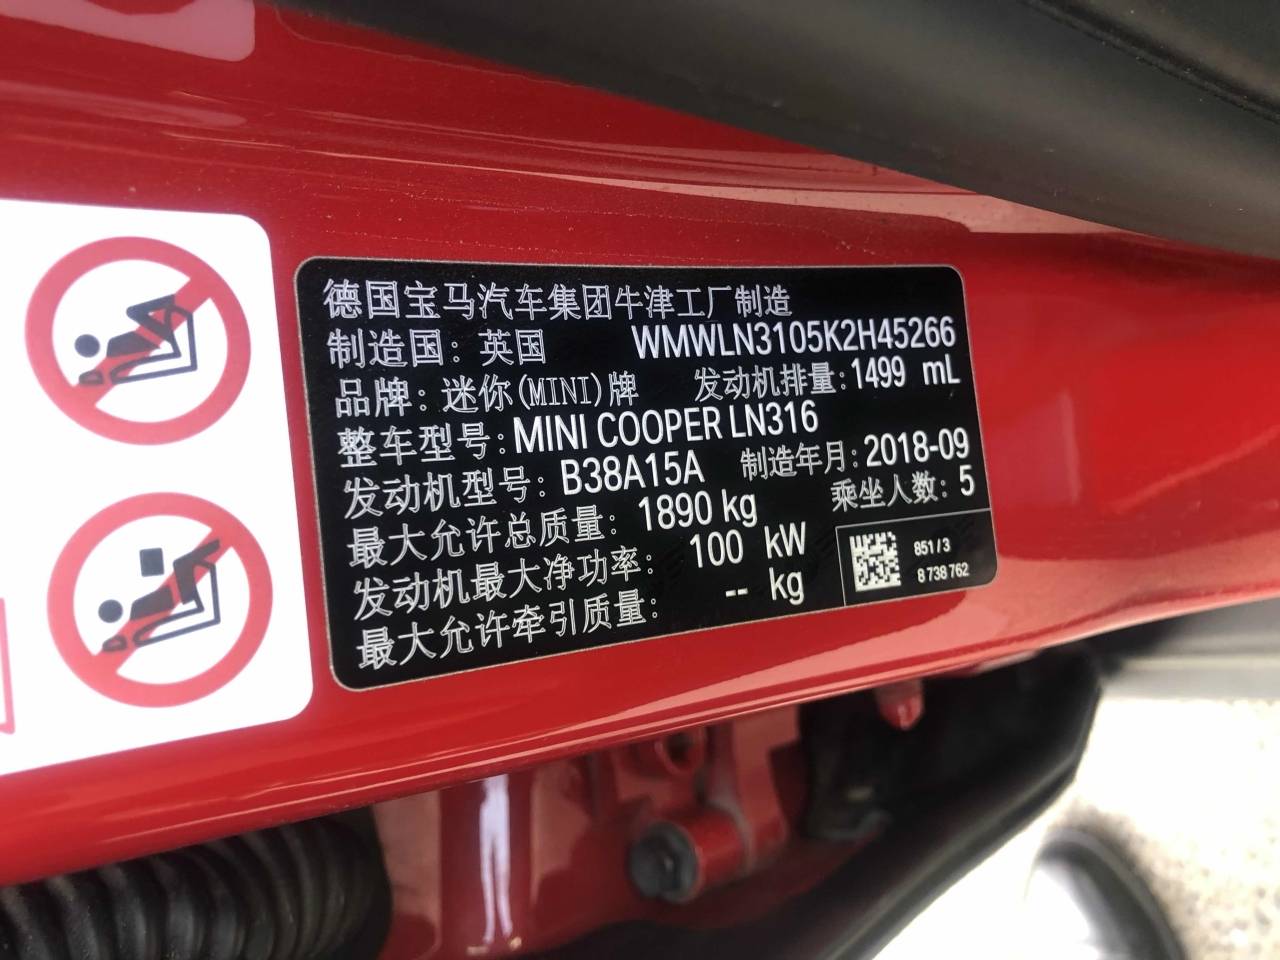 德国宝马汽车集团牛津工厂制造
制造国：英国 WMWLN3105K2H45266
品牌：迷你(MINI)牌 发动机排量：1499 mL
整车型号：MINI COOPER LN316
发动机型号：B38A15A 制造年月：2018-09
最大允许总质量：1890 kg 乘坐人数：5
发动机最大净功率：100 kW
最大允许牵引质量：-- kg
851/3
8 738 762